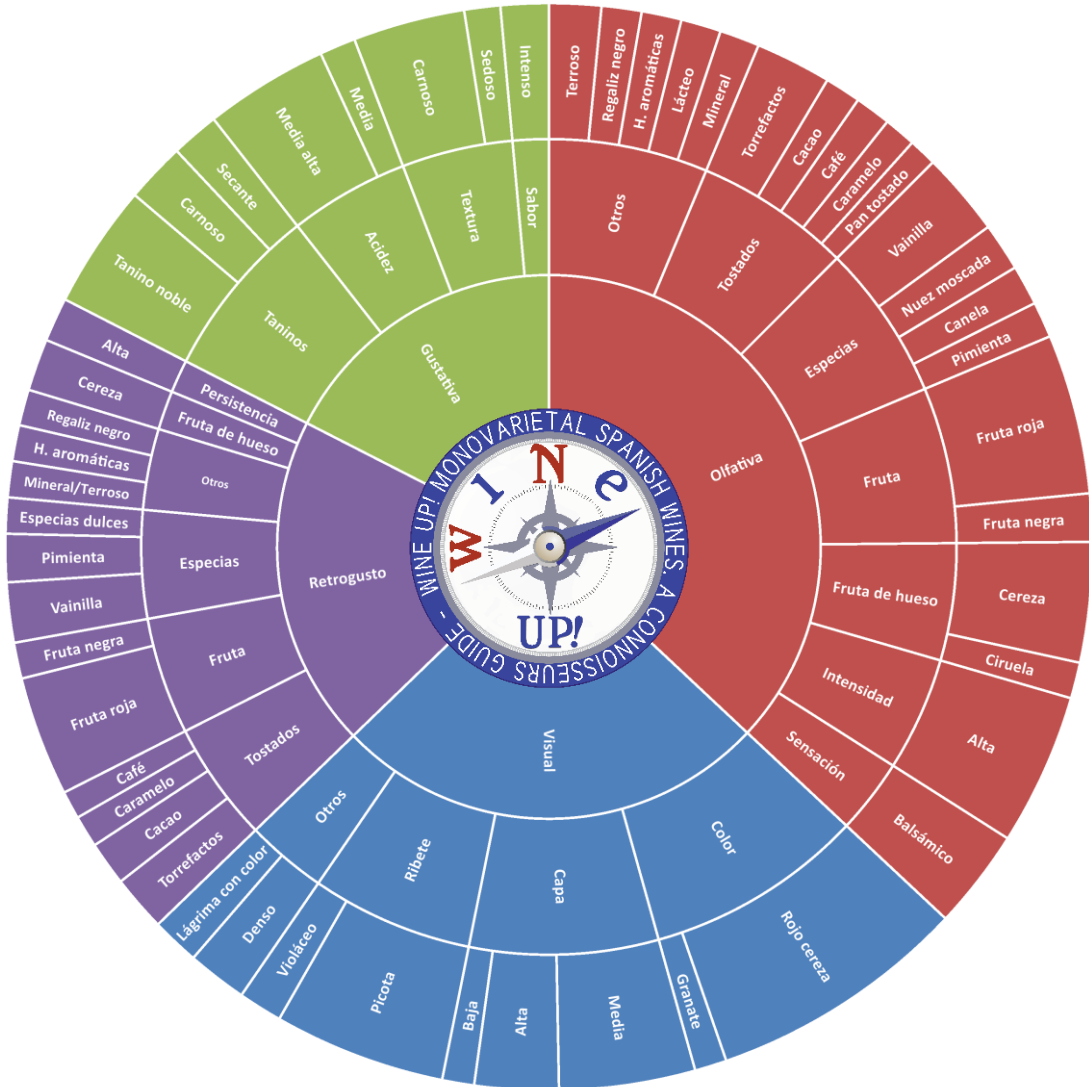 Olfativa
Otros
Terroso
Regaliz negro
H. aromáticas
Lácteo
Mineral
Tostados
Torrefactos
Cacao
Café
Caramelo
Pan tostado
Especias
Vainilla
Nuez moscada
Canela
Pimienta
Fruta
Fruta roja
Fruta negra
Fruta de hueso
Cereza
Ciruela
Intensidad
Alta
Sensación
Balsámico
Visual
Color
Rojo cereza
Granate
Capa
Media
Alta
Baja
Ribete
Picota
Violáceo
Otros
Denso
Lágrima con color
Retrogusto
Tostados
Torrefactos
Cacao
Caramelo
Café
Fruta
Fruta roja
Fruta negra
Especias
Vainilla
Pimienta
Especias dulces
Otros
Mineral/Terroso
H. aromáticas
Regaliz negro
Fruta de hueso
Cereza
Persistencia
Alta
Gustativa
Taninos
Tanino noble
Carnoso
Secante
Acidez
Media alta
Media
Textura
Carnoso
Sedoso
Sabor
Intenso
WINE UP! MONOVARIETAL SPANISH WINES A CONNOISSEURS GUIDE -
W1Ne
UP!